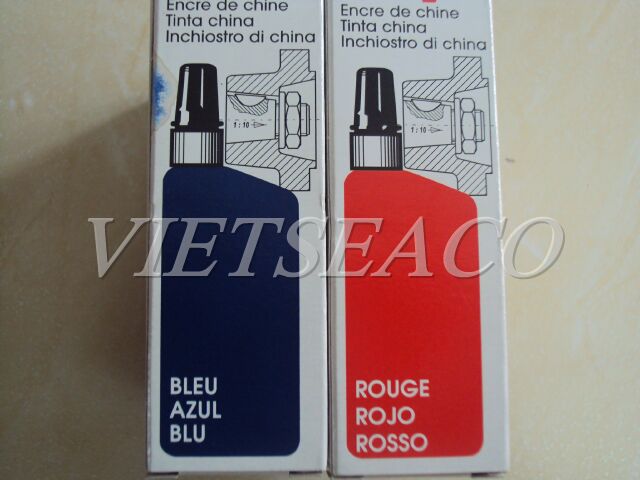 Encre de chine
Tinta china
Inchiostro di china
1:10
BLEU
AZUL
BLU
Encre de chine
Tinta china
Inchiostro di china
1:10
ROUGE
ROJO
ROSSO
VIETSEACO